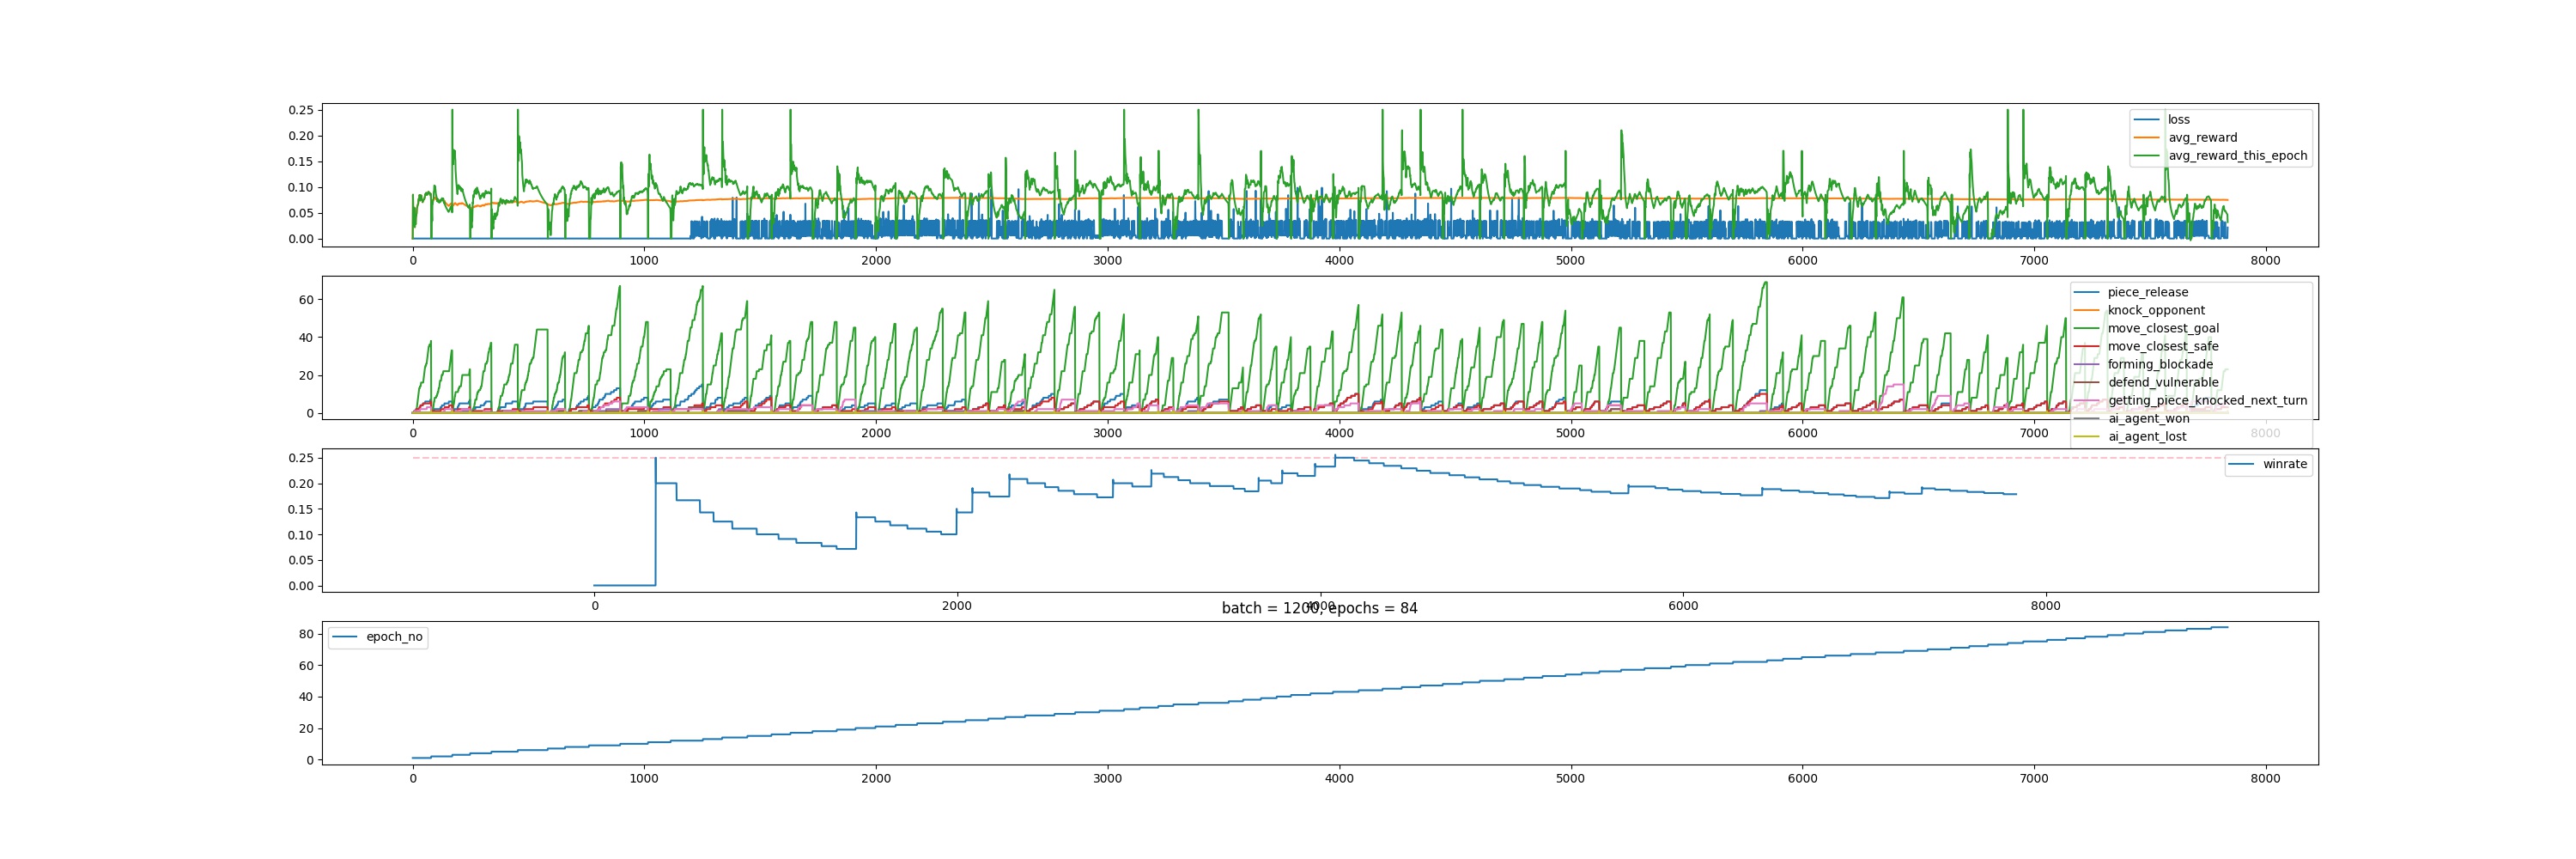 0.25
0.20
0.15
0.10
0.05
0.00
loss
avg_reward
avg_reward_this_epoch
0 1000 2000 3000 4000 5000 6000 7000 8000
60
40
20
0
piece_release
knock_opponent
move_closest_goal
move_closest_safe
forming_blockade
defend_vulnerable
getting_piece_knocked_next_turn
ai_agent_won
ai_agent_lost
0 1000 2000 3000 4000 5000 6000 7000 8000
0.25
0.20
0.15
0.10
0.05
0.00
winrate
0 2000 4000 6000 8000
batch = 1200, epochs = 84
80
60
40
20
0
epoch_no
0 1000 2000 3000 4000 5000 6000 7000 8000